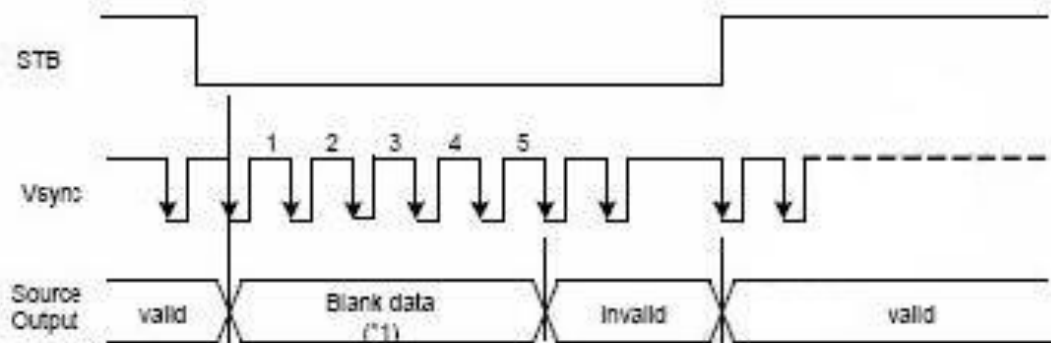 STB
1 2 3 4 5
Vsync
Source
Output
valid
Blank data
(*1)
invalid
valid